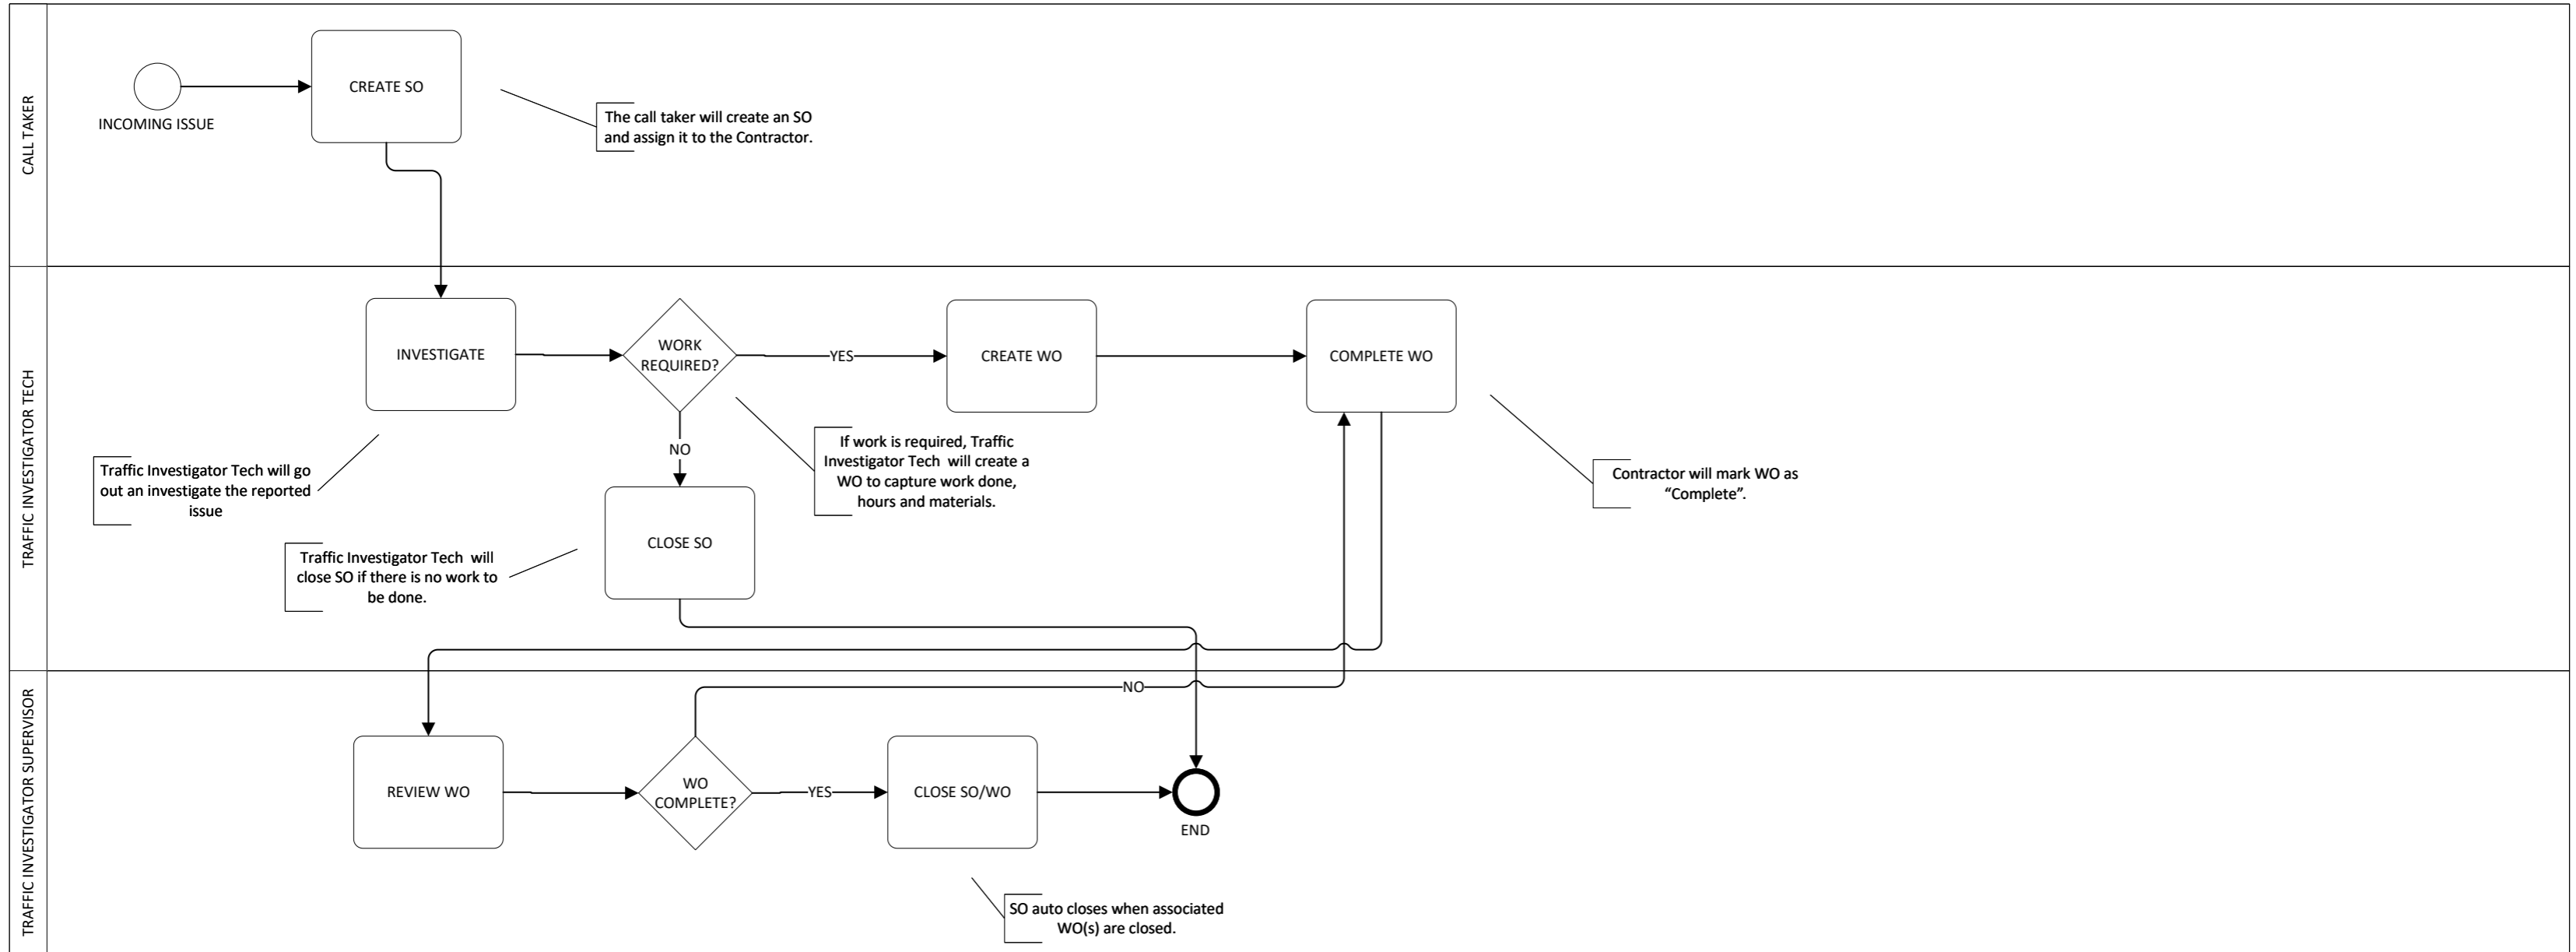 CALL TAKER
INCOMING ISSUE
CREATE SO
The call taker will create an SO
and assign it to the Contractor.
TRAFFIC INVESTIGATOR TECH
INVESTIGATE
WORK
REQUIRED?
YES
CREATE WO
COMPLETE WO
NO
Traffic Investigator Tech will go
out an investigate the reported
issue
If work is required, Traffic
Investigator Tech  will create a
WO to capture work done,
hours and materials.
Contractor will mark WO as
“Complete”.
CLOSE SO
Traffic Investigator Tech  will
close SO if there is no work to
be done.
TRAFFIC INVESTIGATOR SUPERVISOR
NO
REVIEW WO
WO
COMPLETE?
YES
CLOSE SO/WO
END
SO auto closes when associated
WO(s) are closed.